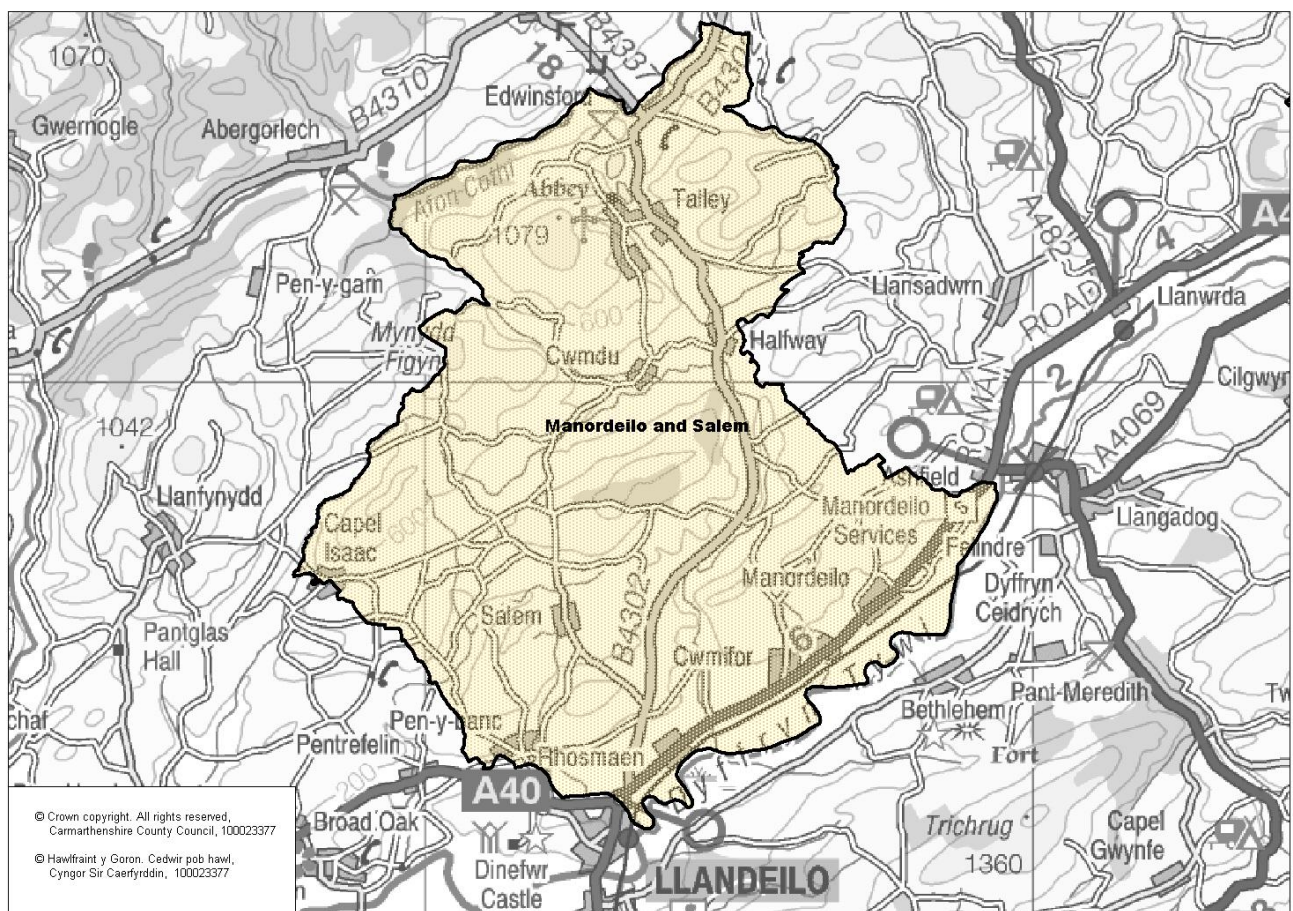 1070
Gwernogle
Abergorlech
B4310
18
B4337
Edwinsford
B4302
Afon Cothi
Abbey
Talley
1079
Pen-y-garn
Mynydd
Figyn
600
Cwmdu
Halfway
Llansadwrn
A482
4
ROMAN ROAD
Llanwrda
2
A4069
Cilgwyn
1042
Manordeilo and Salem
Llanfynydd
Capel
Isaac
600
Ashfield
Manordeilo
Services
Felindre
Llangadog
Manordeilo
Dyffryn
Ceidrych
Salem
B4302
6
Cwmifor
Pantglas
Hall
Pant-Meredith
Bethlehem
Fort
Pen-y-banc
Pentrefelin
Rhosmaen
Dyffryn Tywi
200
A40
Broad Oak
Dinefwr
Castle
LLANDEILO
Trichrug
1360
Capel
Gwynfe
© Crown copyright. All rights reserved,
Carmarthenshire County Council, 100023377
© Hawlfraint y Goron. Cedwir pob hawl,
Cyngor Sir Caerfyrddin, 100023377